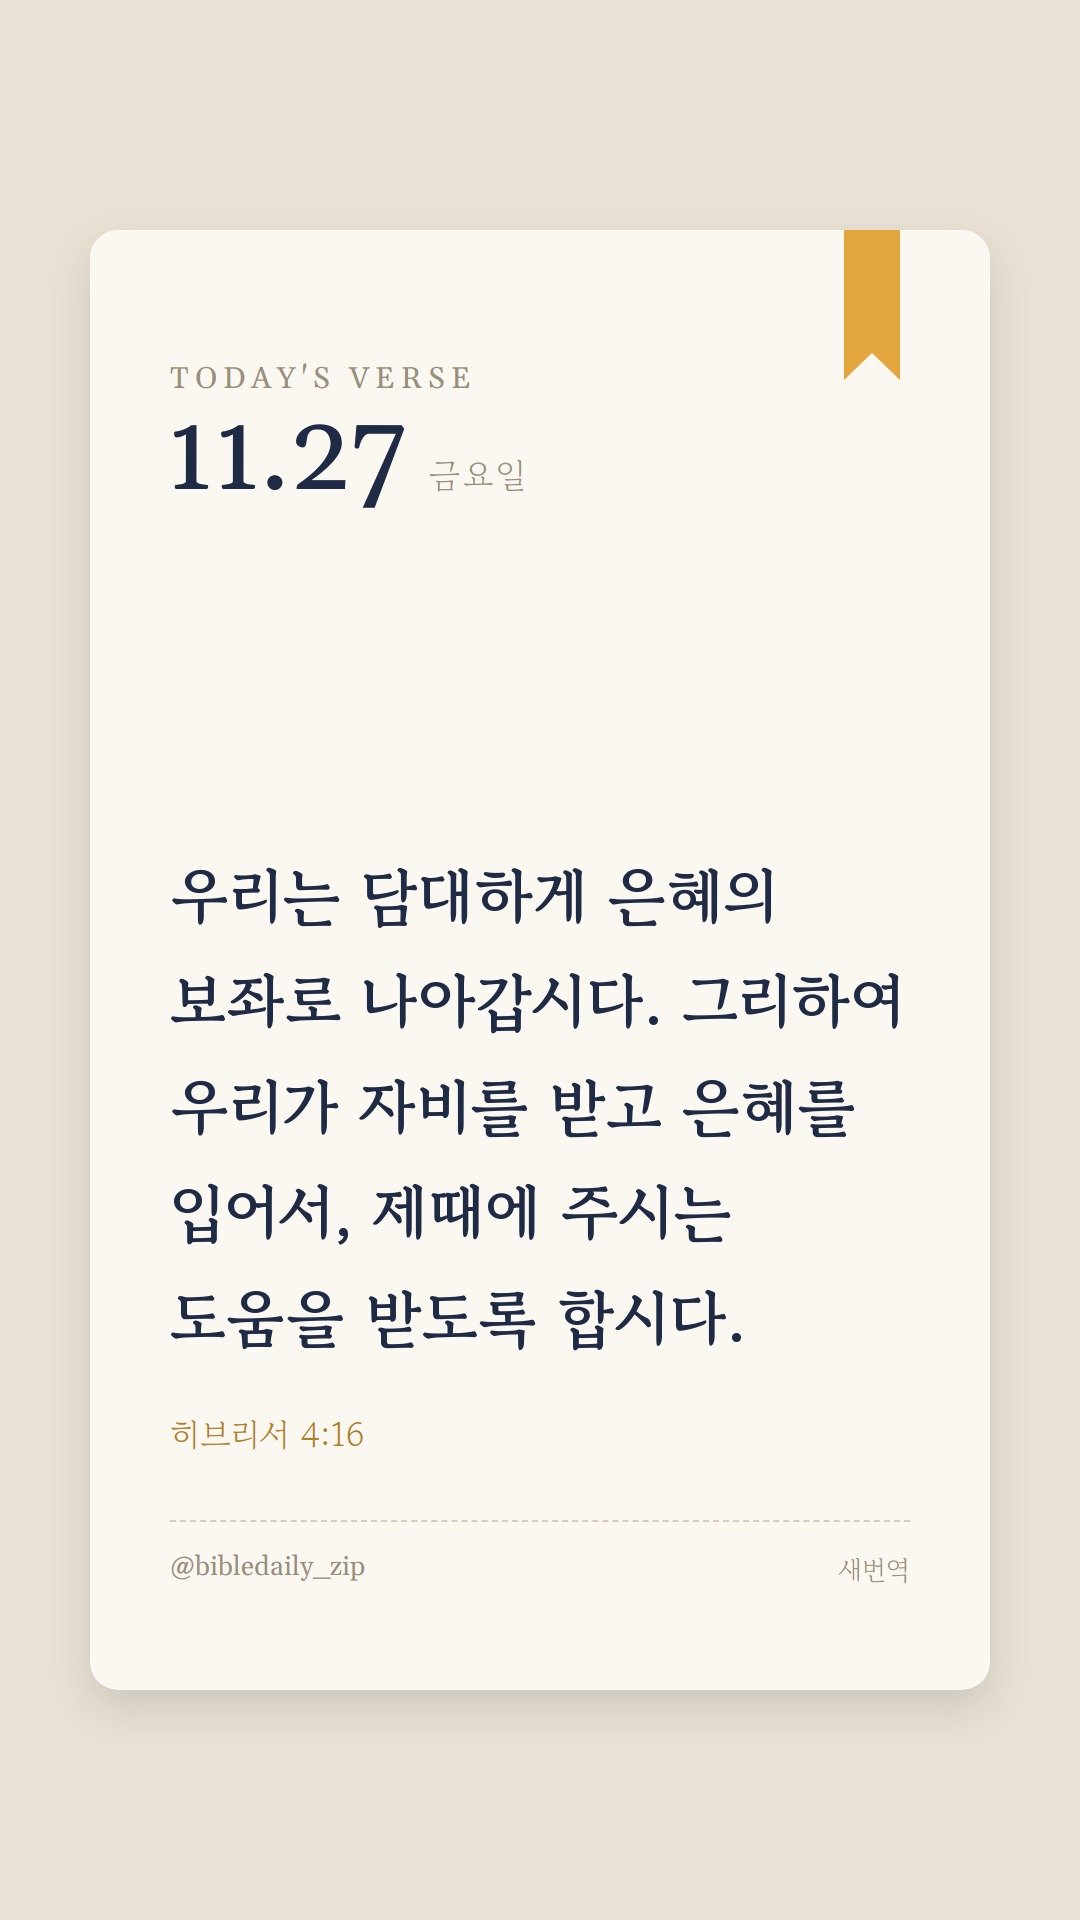 TODAY'S VERSE
11.27 금요일
우리는 담대하게 은혜의
보좌로 나아갑시다. 그리하여
우리가 자비를 받고 은혜를
입어서, 제때에 주시는
도움을 받도록 합시다.
히브리서 4:16
@bibledaily_zip 새번역